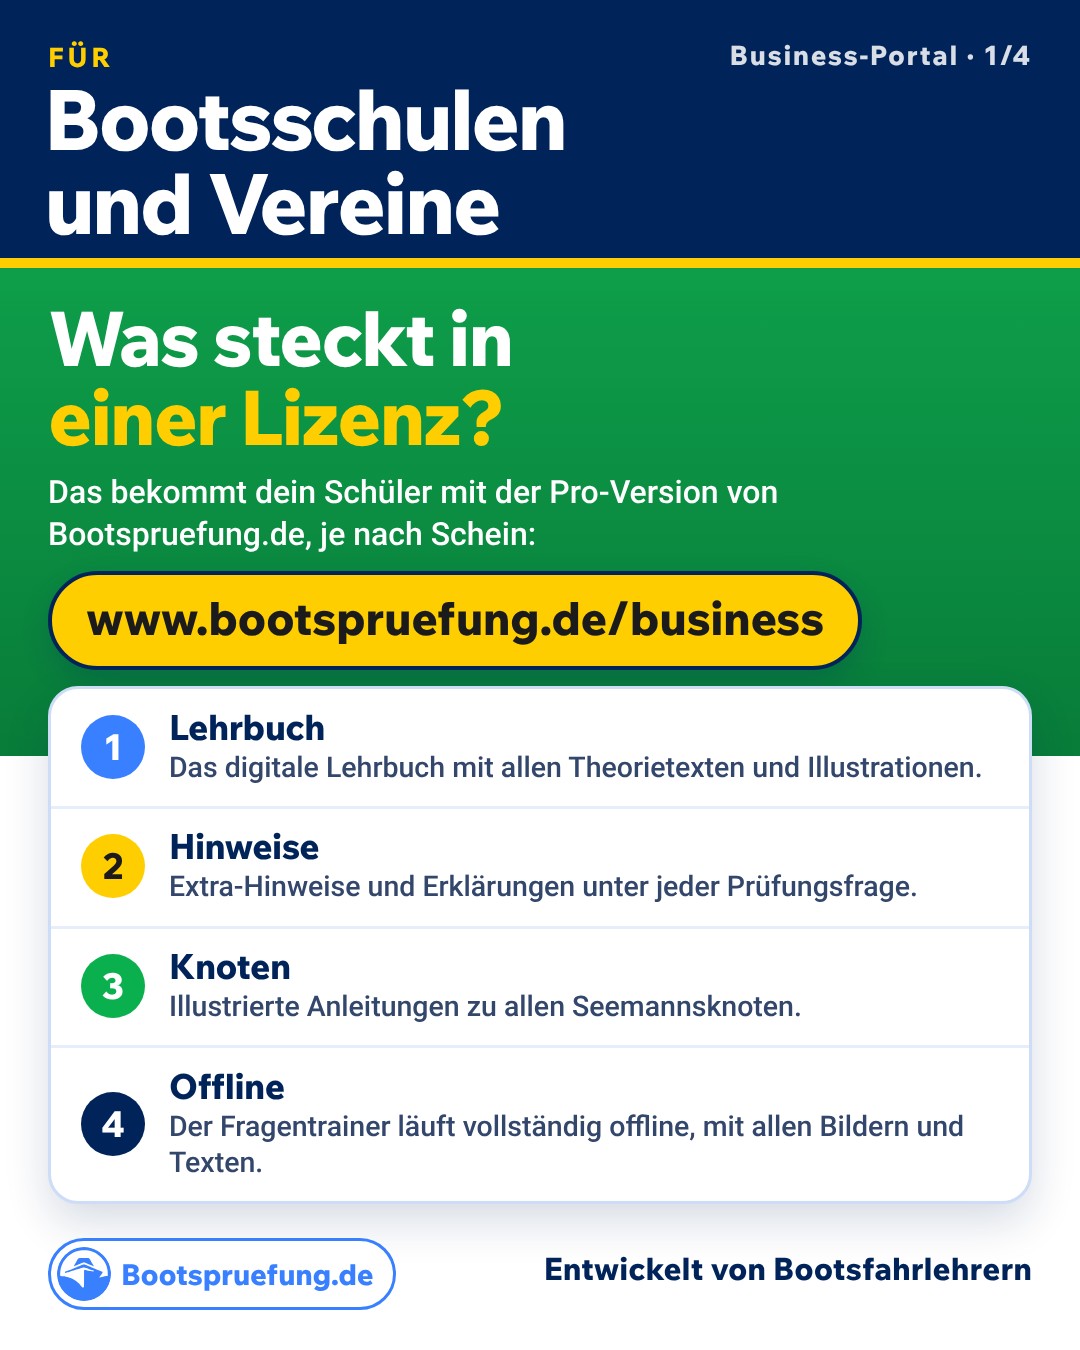 FÜR
Business-Portal · 1/4
Bootsschulen
und Vereine
Was steckt in
einer Lizenz?
Das bekommt dein Schüler mit der Pro-Version von
Bootspruefung.de, je nach Schein:
www.bootspruefung.de/business
1
Lehrbuch
Das digitale Lehrbuch mit allen Theorietexten und Illustrationen.
2
Hinweise
Extra-Hinweise und Erklärungen unter jeder Prüfungsfrage.
3
Knoten
Illustrierte Anleitungen zu allen Seemannsknoten.
4
Offline
Der Fragentrainer läuft vollständig offline, mit allen Bildern und
Texten.
Bootspruefung.de
Entwickelt von Bootsfahrlehrern